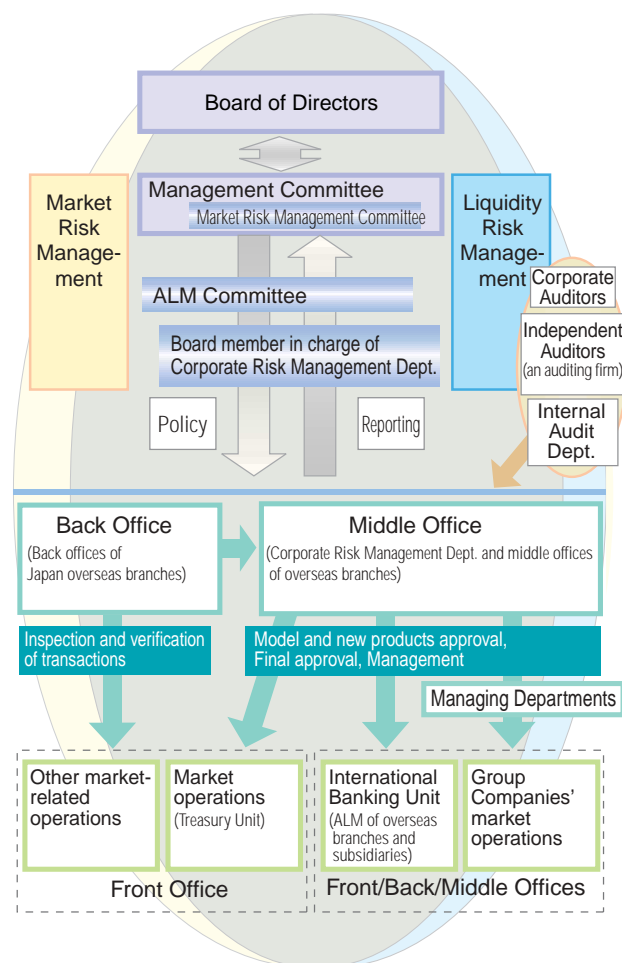 Board of Directors
Management Committee
Market Risk Management Committee
Market
Risk
Manage-
ment
Liquidity
Risk
Manage-
ment
Corporate
Auditors
Independent
Auditors
(an auditing firm)
Internal
Audit
Dept.
ALM Committee
Board member in charge of
Corporate Risk Management Dept.
Policy
Reporting
Back Office
(Back offices of
Japan overseas branches)
Middle Office
(Corporate Risk Management Dept. and middle offices
of overseas branches)
Inspection and verification
of transactions
Model and new products approval,
Final approval, Management
Managing Departments
Other market-
related
operations
Market
operations
(Treasury Unit)
International
Banking Unit
(ALM of overseas
branches and
subsidiaries)
Group
Companies'
market
operations
Front Office
Front/Back/Middle Offices